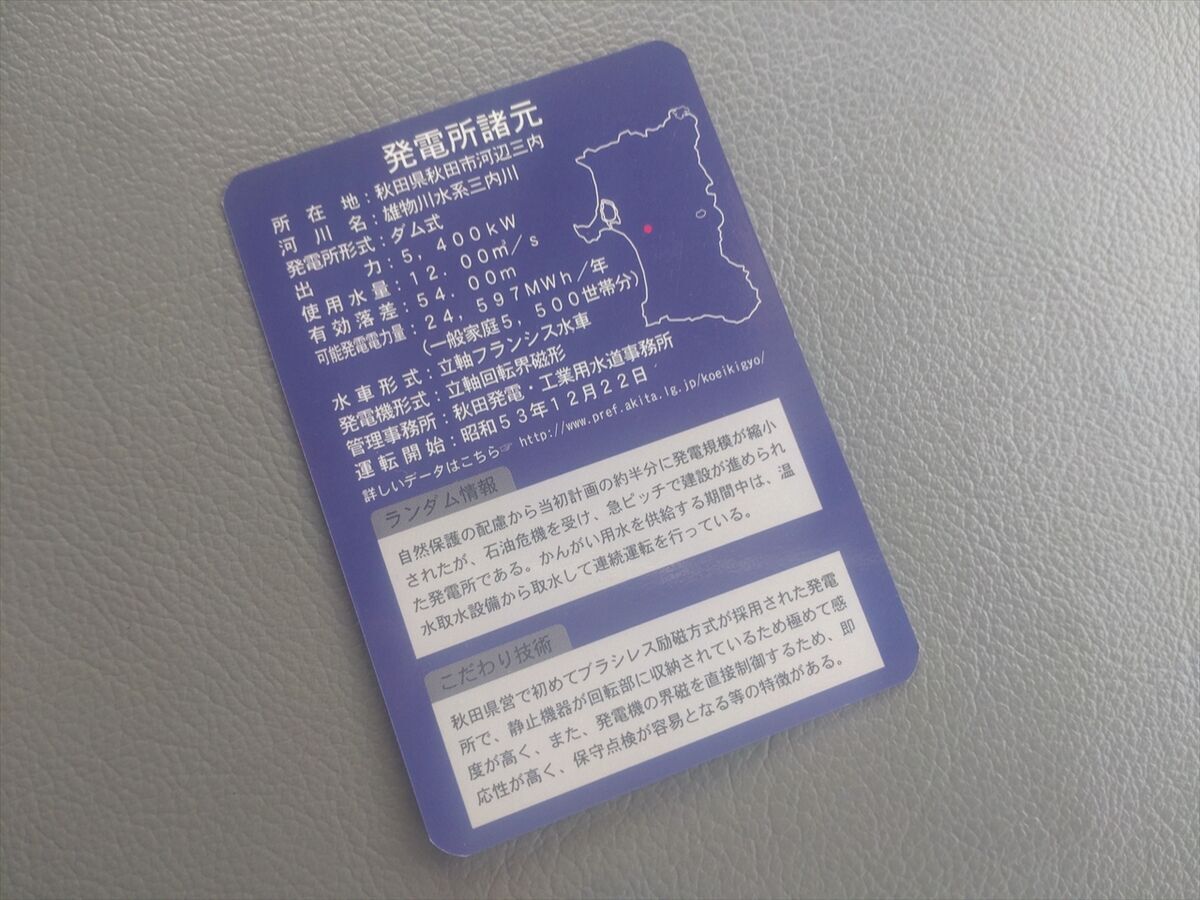 発電所諸元
所在地：秋田県秋田市河辺三内
河川名：雄物川水系三内川
発電所形式：ダム式
出力：５，４００ｋＷ
使用水量：１２．００㎥／ｓ
有効落差：５４．００ｍ
可能発電電力量：２４，５９７ＭＷｈ／年
（一般家庭５，５００世帯分）
水車形式：立軸フランシス水車
発電機形式：立軸回転界磁形
管理事務所：秋田発電・工業用水道事務所
運転開始：昭和５３年１２月２２日
詳しいデータはこちら☞ http://www.pref.akita.lg.jp/koeikigyo/
ランダム情報
自然保護の配慮から当初計画の約半分に発電規模が縮小
されたが、石油危機を受け、急ピッチで建設が進められ
た発電所である。かんがい用水を供給する期間中は、温
水取水設備から取水して連続運転を行っている。
こだわり技術
秋田県営で初めてブラシレス励磁方式が採用された発電
所で、静止機器が回転部に収納されているため極めて感
度が高く、また、発電機の界磁を直接制御するため、即
応性が高く、保守点検が容易となる等の特徴がある。